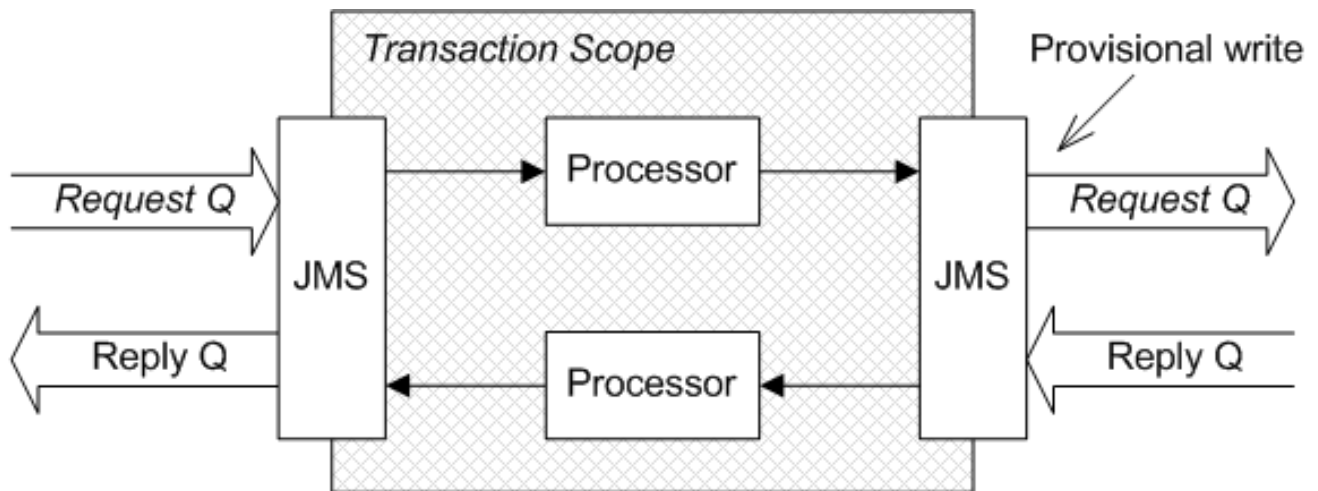 Transaction Scope
Provisional write
Processor
Request Q
Request Q
JMS
JMS
Reply Q
Reply Q
Processor